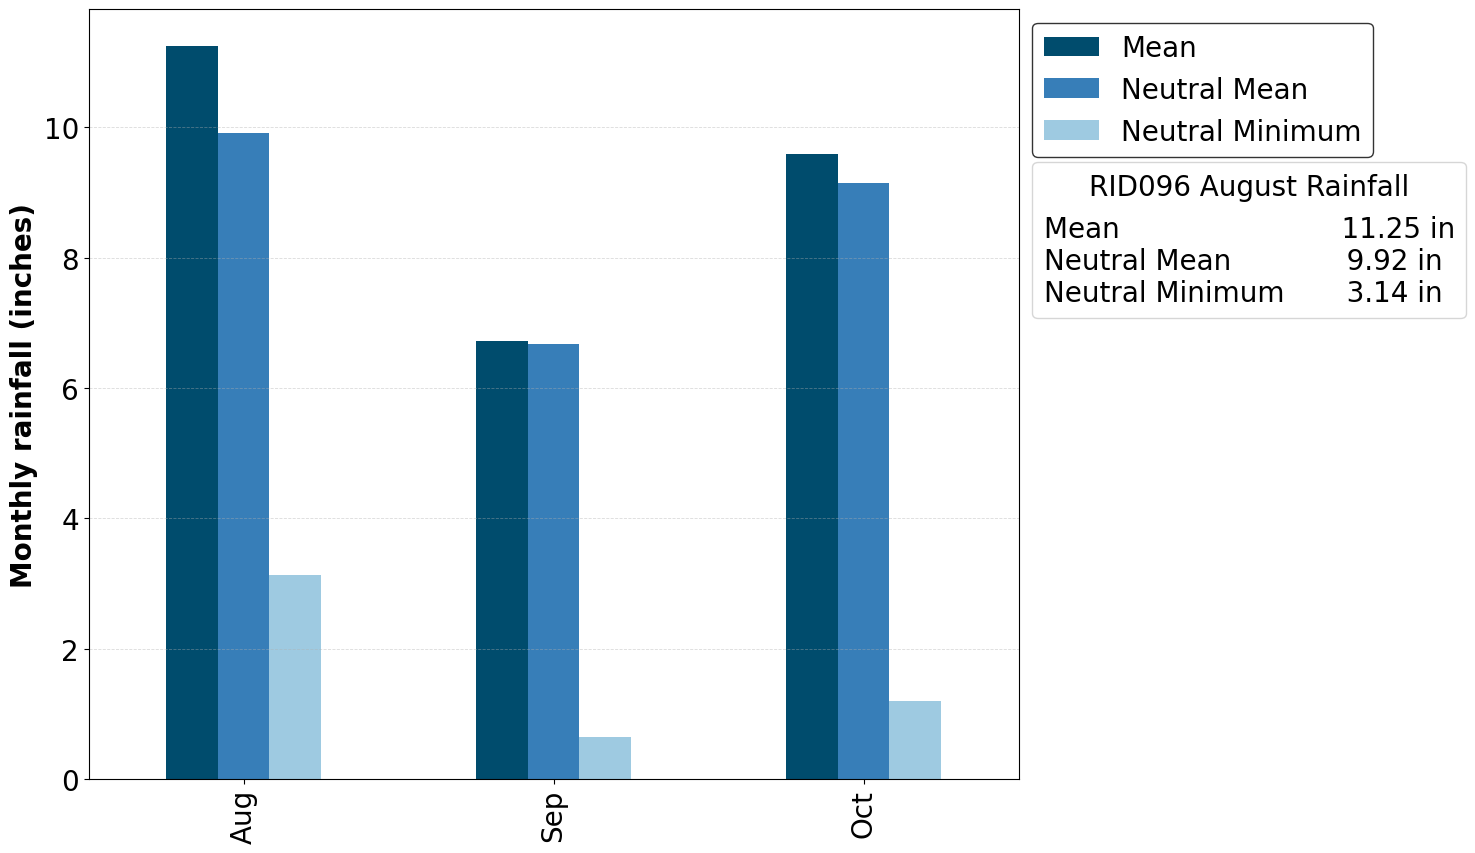 Mean
Neutral Mean
Neutral Minimum
RID096 August Rainfall
Mean 11.25 in
Neutral Mean 9.92 in
Neutral Minimum 3.14 in
Monthly rainfall (inches)
10
8
6
4
2
0
Aug
Sep
Oct